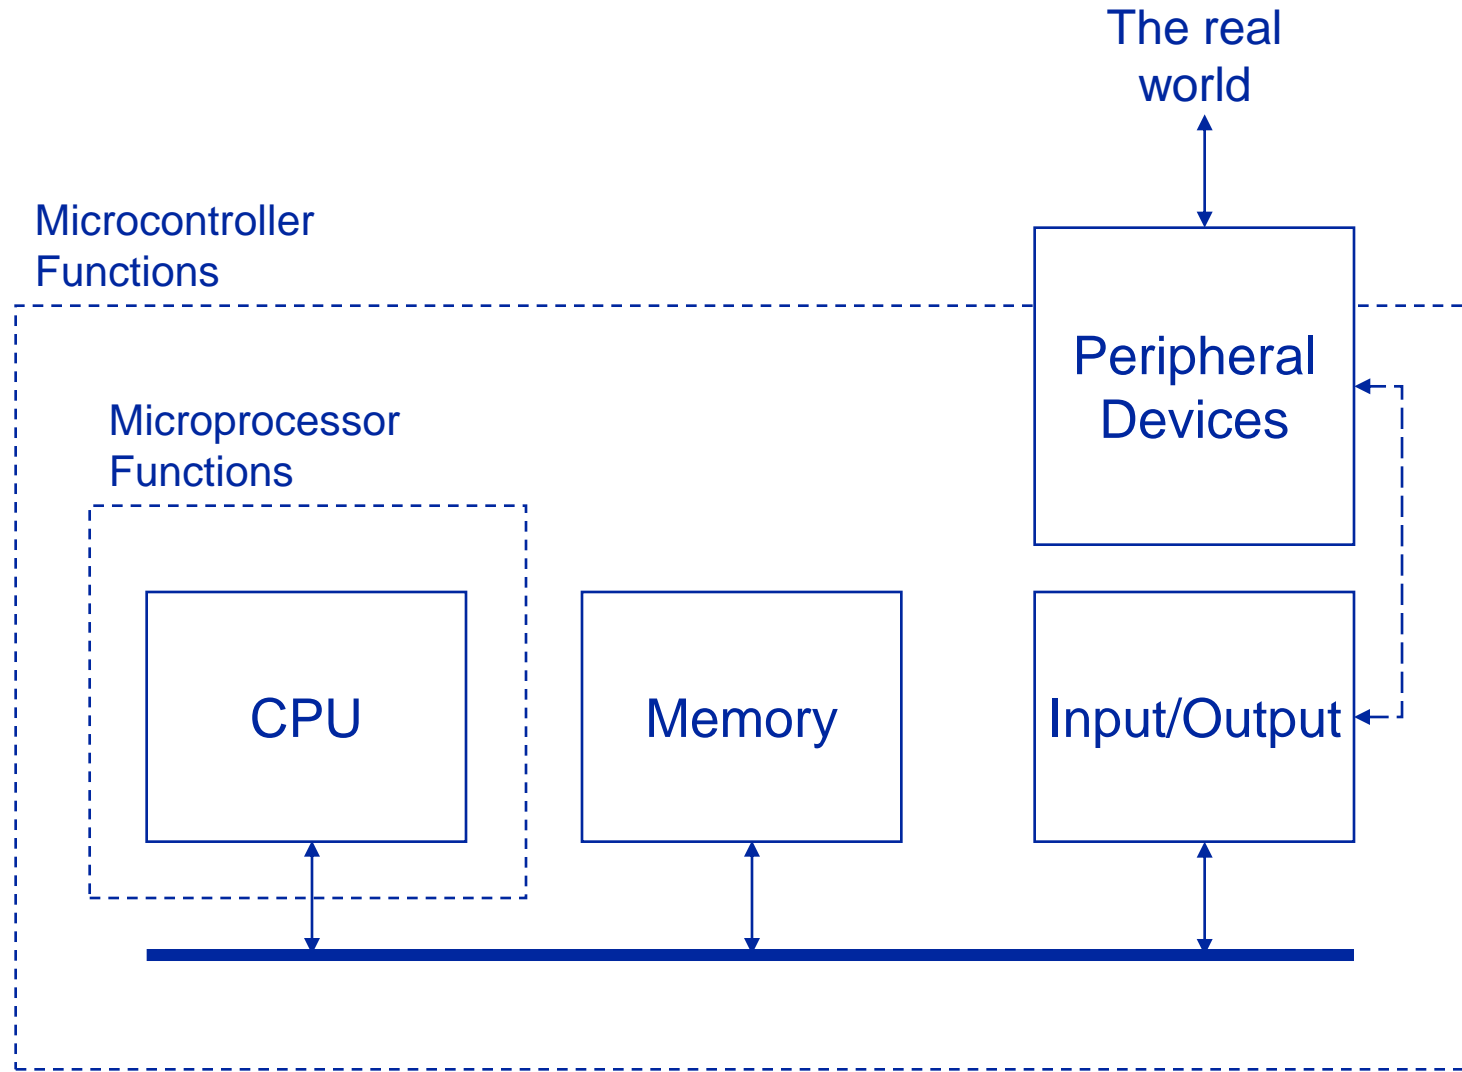 The real
world
Microcontroller
Functions
Peripheral
Devices
Microprocessor
Functions
CPU
Memory
Input/Output